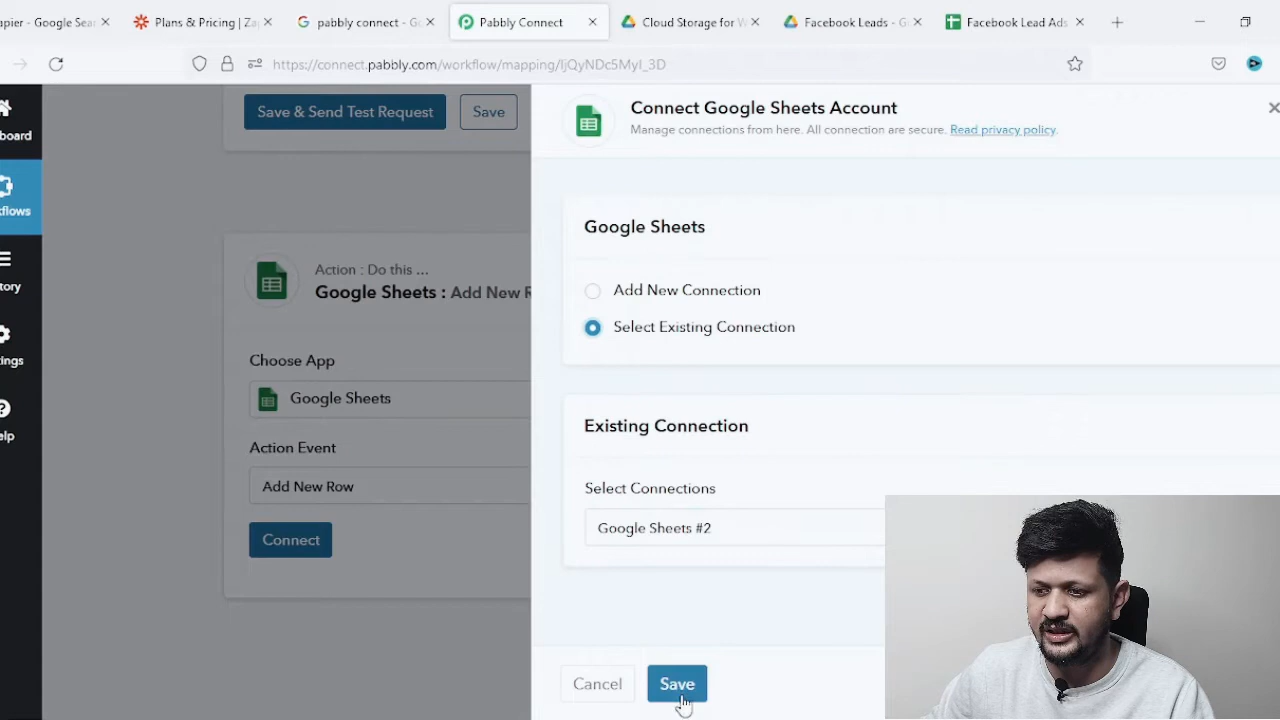 apier - Google Sear
Plans & Pricing | Za
pabbly connect - G
Pabbly Connect
Cloud Storage for W
Facebook Leads - G
Facebook Lead Ads
https://connect.pabbly.com/workflow/mapping/IjQyNDc5MyI_3D
board
kflows
tory
tings
elp
Save & Send Test Request
Save
Action : Do this ...
Google Sheets : Add New R
Choose App
Google Sheets
Action Event
Add New Row
Connect
Connect Google Sheets Account
Manage connections from here. All connection are secure. Read privacy policy.
Google Sheets
Add New Connection
Select Existing Connection
Existing Connection
Select Connections
Google Sheets #2
Cancel
Save